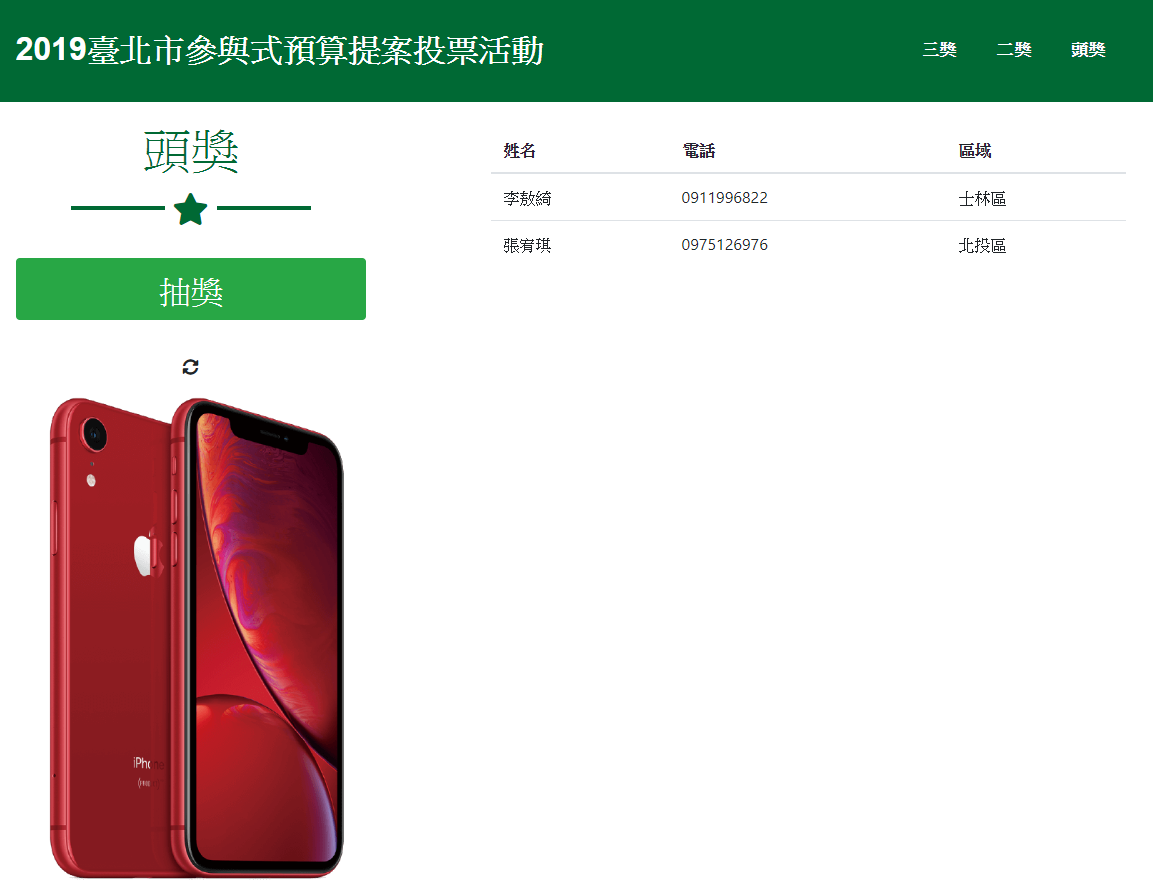 2019臺北市參與式預算提案投票活動
三獎 二獎 頭獎
頭獎
抽獎
姓名 電話 區域
李敖綺 0911996822 士林區
張宥琪 0975126976 北投區